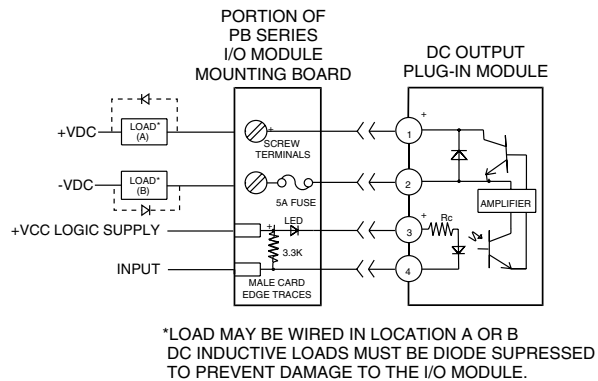 PORTION OF
PB SERIES
I/O MODULE
MOUNTING BOARD
DC OUTPUT
PLUG-IN MODULE
+VDC
LOAD*
(A)
+
SCREW
TERMINALS
1
+
-VDC
LOAD*
(B)
5A FUSE
2
AMPLIFIER
+VCC LOGIC SUPPLY
LED
+
3.3K
3
+
Rc
INPUT
MALE CARD
EDGE TRACES
4
*LOAD MAY BE WIRED IN LOCATION A OR B
DC INDUCTIVE LOADS MUST BE DIODE SUPRESSED
TO PREVENT DAMAGE TO THE I/O MODULE.